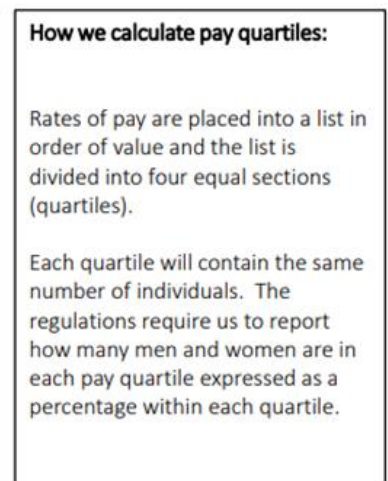 How we calculate pay quartiles:
Rates of pay are placed into a list in
order of value and the list is
divided into four equal sections
(quartiles).
Each quartile will contain the same
number of individuals.  The
regulations require us to report
how many men and women are in
each pay quartile expressed as a
percentage within each quartile.